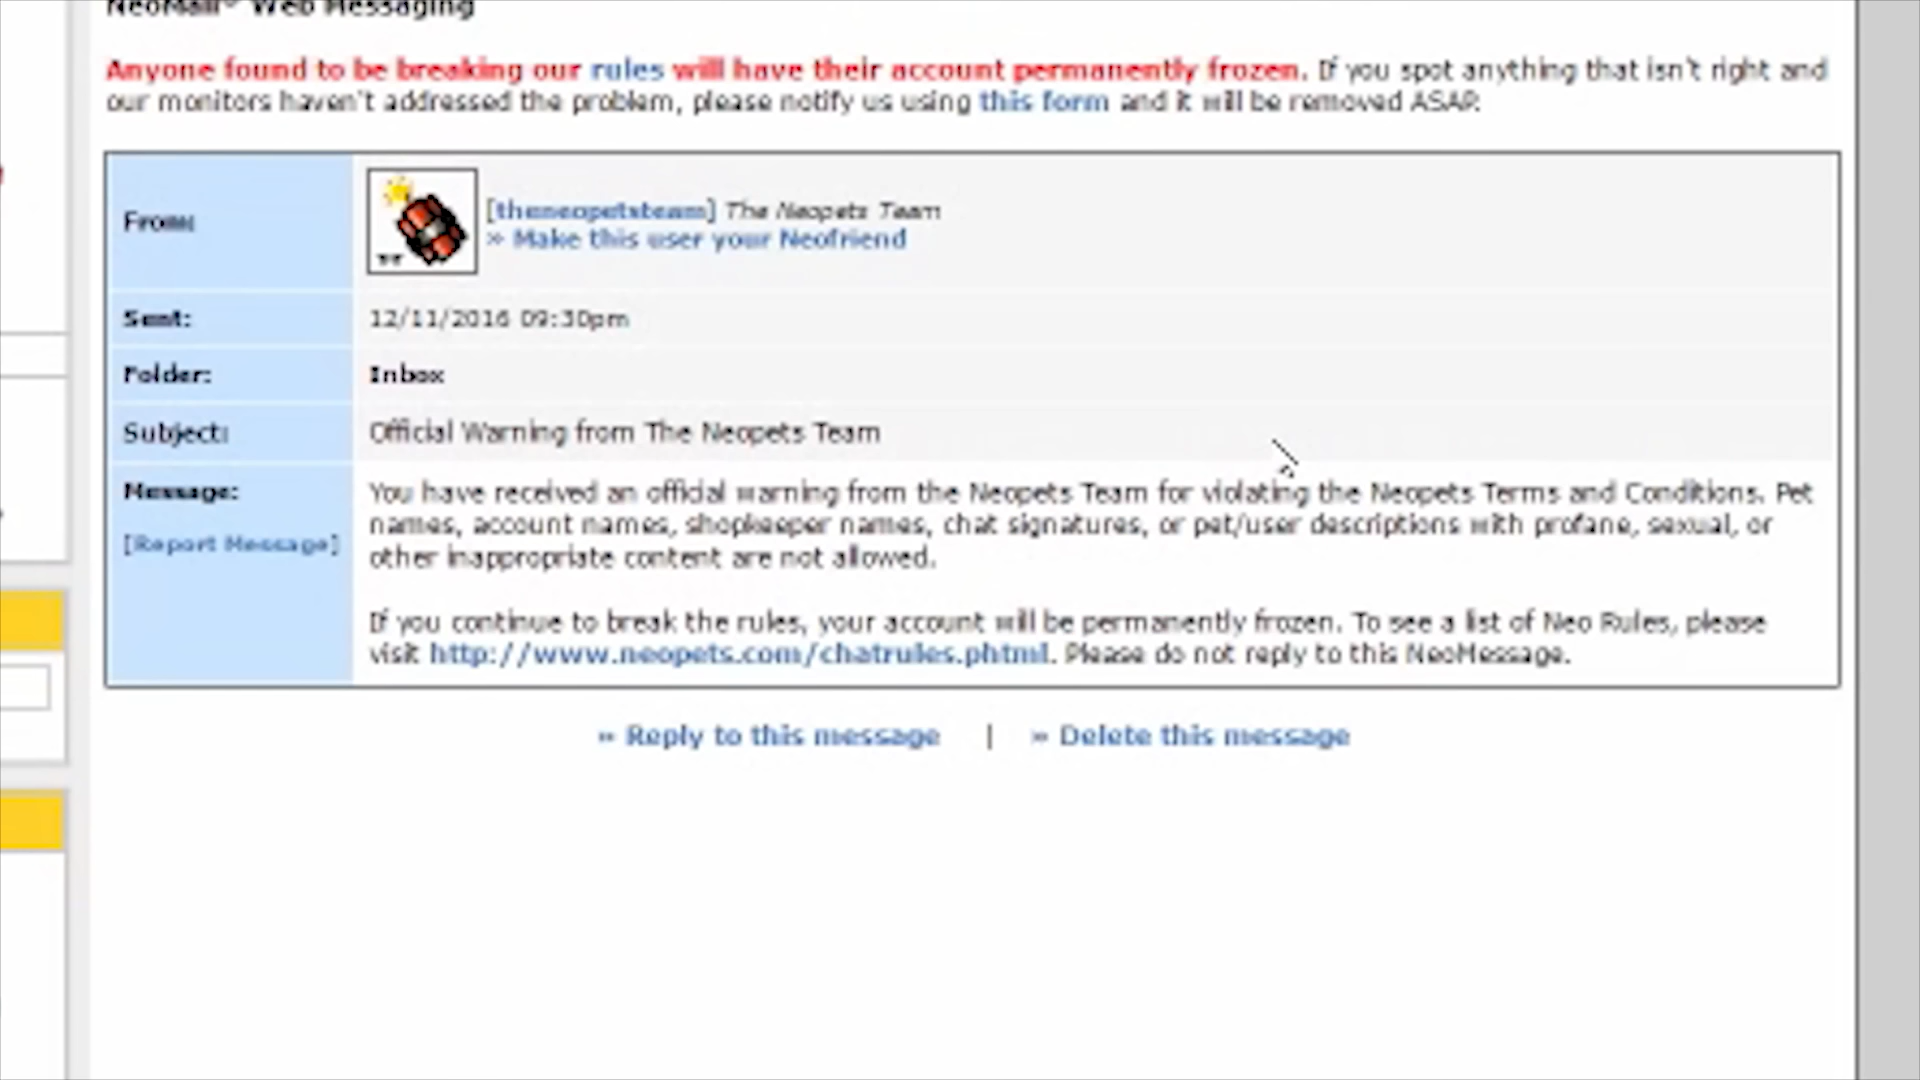 NeoMail® Web Messaging
Anyone found to be breaking our rules will have their account permanently frozen. If you spot anything that isn't right and
our monitors haven't addressed the problem, please notify us using this form and it will be removed ASAP.
From:
[theneopetsteam] The Neopets Team
» Make this user your Neofriend
Sent:
12/11/2016 09:30pm
Folder:
Inbox
Subject:
Official Warning from The Neopets Team
Message:
[Report Message]
You have received an official warning from the Neopets Team for violating the Neopets Terms and Conditions. Pet
names, account names, shopkeeper names, chat signatures, or pet/user descriptions with profane, sexual, or
other inappropriate content are not allowed.
If you continue to break the rules, your account will be permanently frozen. To see a list of Neo Rules, please
visit http://www.neopets.com/chatrules.phtml. Please do not reply to this NeoMessage.
» Reply to this message | » Delete this message